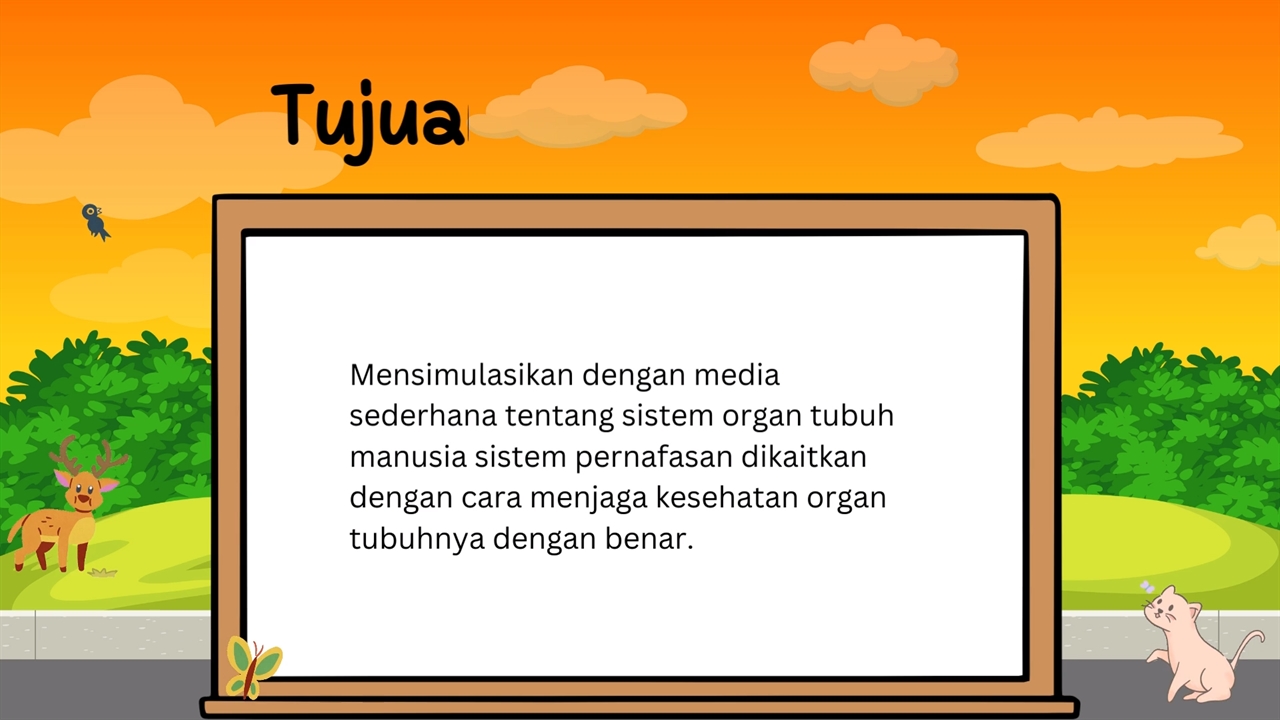 Tujua
Mensimulasikan dengan media
sederhana tentang sistem organ tubuh
manusia sistem pernafasan dikaitkan
dengan cara menjaga kesehatan organ
tubuhnya dengan benar.